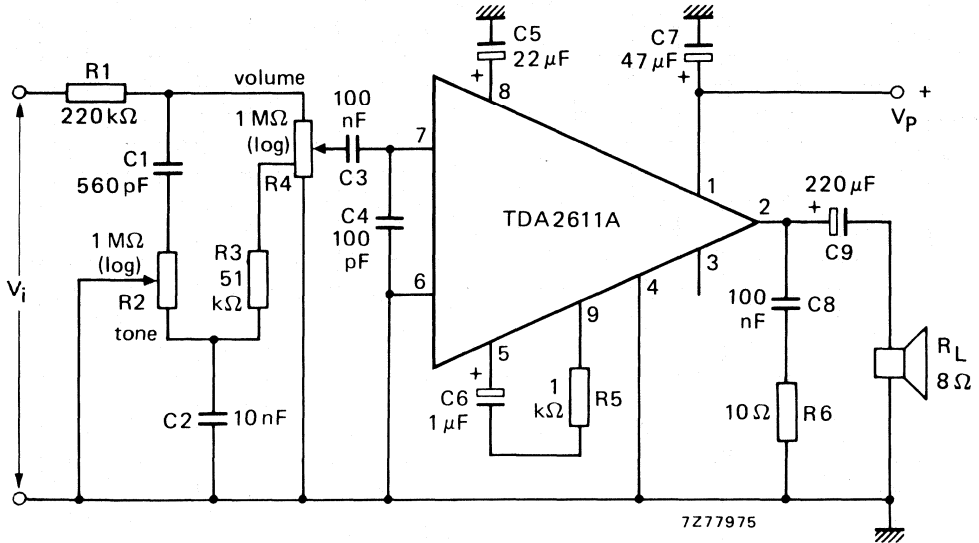 R1
220 kΩ
C1
560 pF
Vi
1 MΩ
(log)
R2
tone
C2
10 nF
volume
1 MΩ
(log)
R4
R3
51
kΩ
100
nF
C3
C4
100
pF
C5
22 μF
+
8
7
6
TDA2611A
5
+
C6
1 μF
9
1
kΩ
R5
4
3
1
2
C7
47 μF
+
+
VP
220 μF
+
C9
100
nF
C8
10 Ω
R6
RL
8 Ω
7Z77975